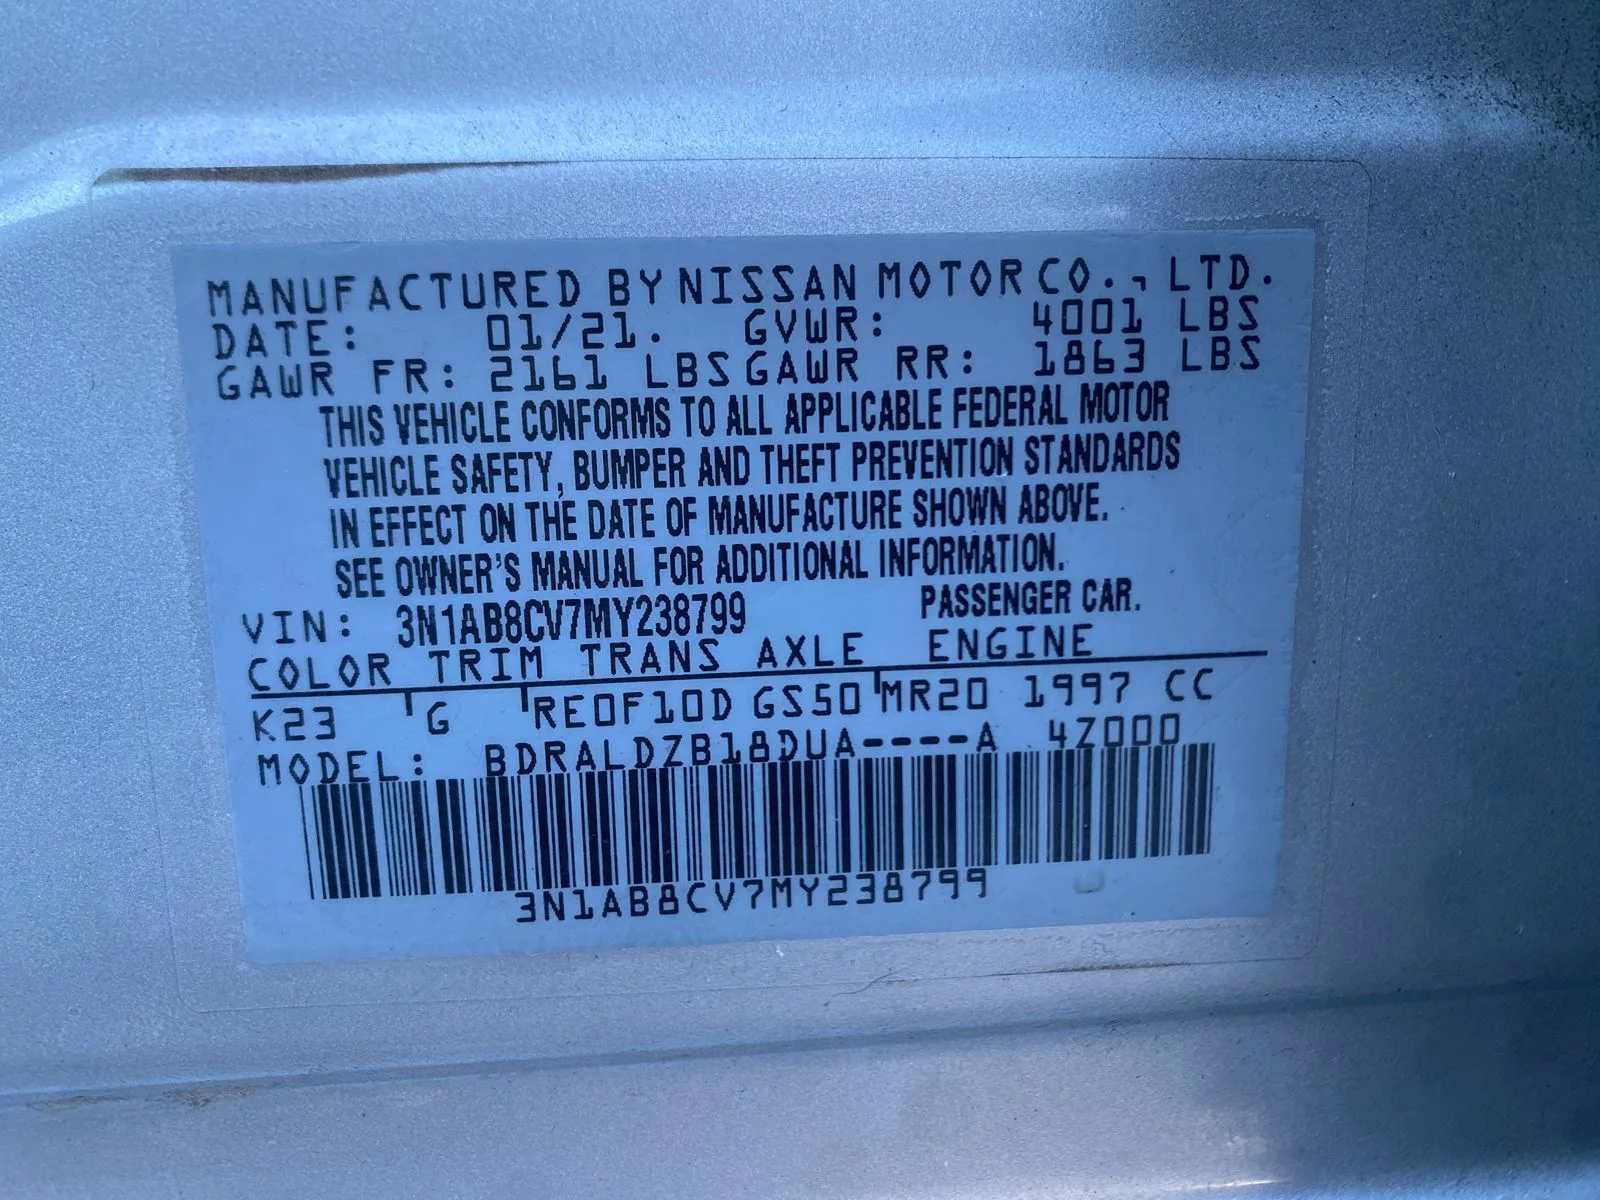 MANUFACTURED BY NISSAN MOTOR CO., LTD.
DATE: 01/21. GVWR: 4001 LBS
GAWR FR: 2161 LBS GAWR RR: 1863 LBS
THIS VEHICLE CONFORMS TO ALL APPLICABLE FEDERAL MOTOR
VEHICLE SAFETY, BUMPER AND THEFT PREVENTION STANDARDS
IN EFFECT ON THE DATE OF MANUFACTURE SHOWN ABOVE.
SEE OWNER'S MANUAL FOR ADDITIONAL INFORMATION.
VIN: 3N1AB8CV7MY238799 PASSENGER CAR.
COLOR TRIM TRANS AXLE ENGINE
K23 G RE0F10D GS50 MR20 1997 CC
MODEL: BDRALDZB18DUA----A 4Z000
3N1AB8CV7MY238799